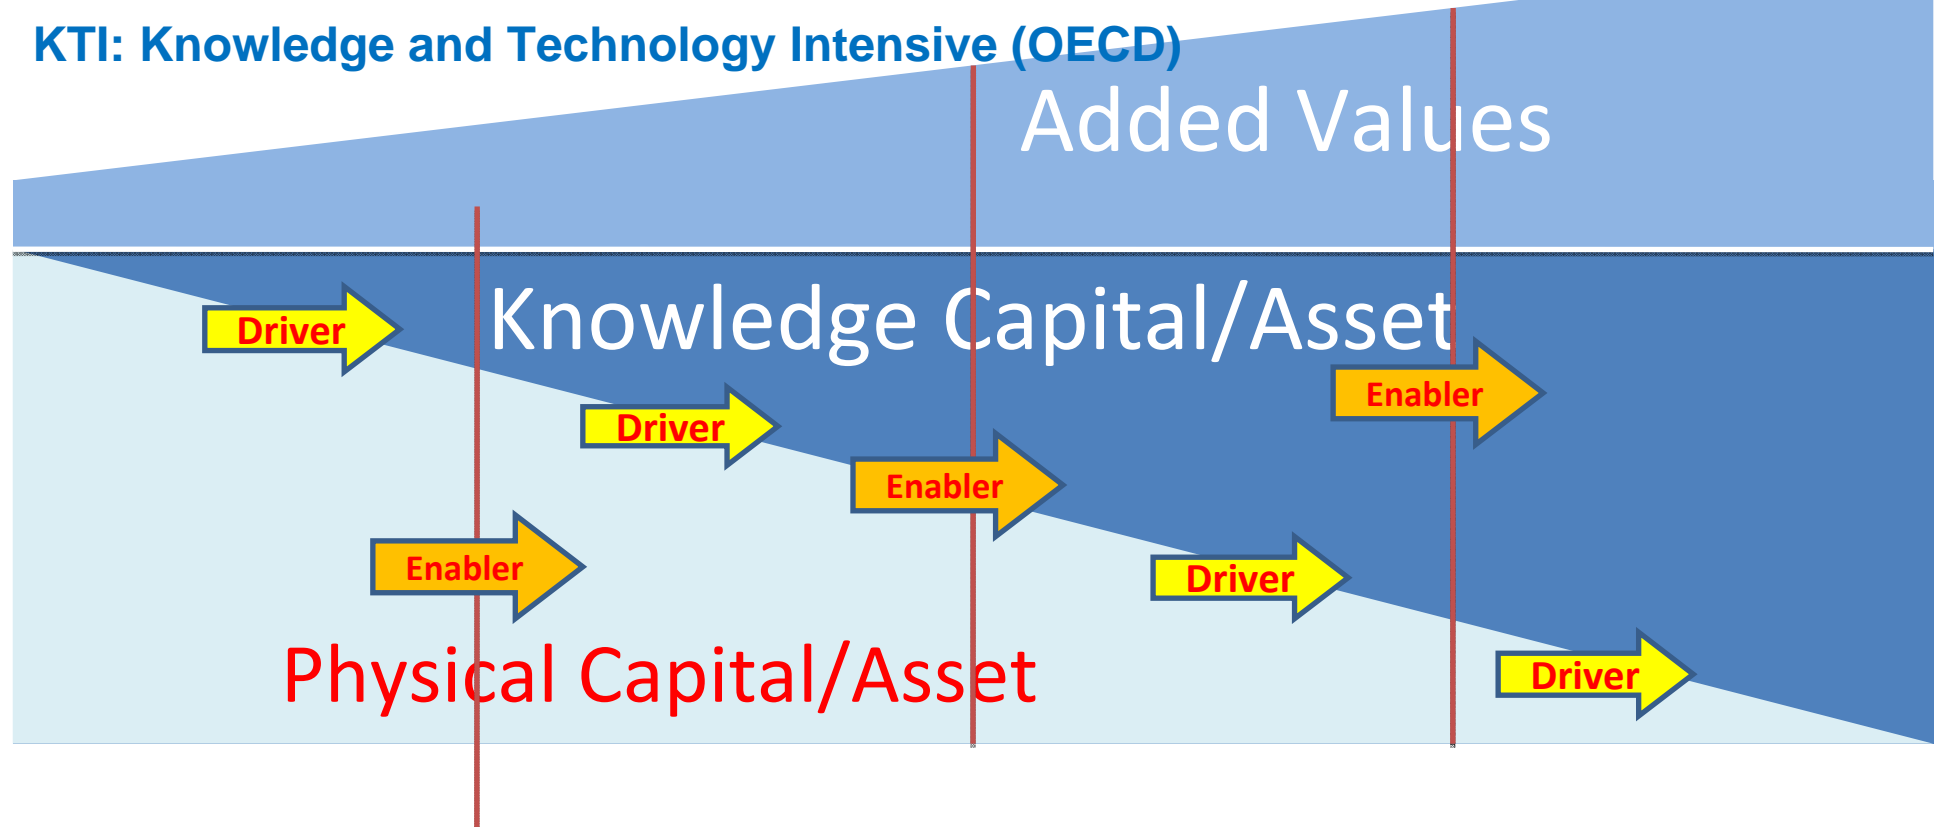 KTI: Knowledge and Technology Intensive (OECD)
Added Values
Knowledge Capital/Asset
Driver
Enabler
Driver
Enabler
Enabler
Driver
Physical Capital/Asset
Driver